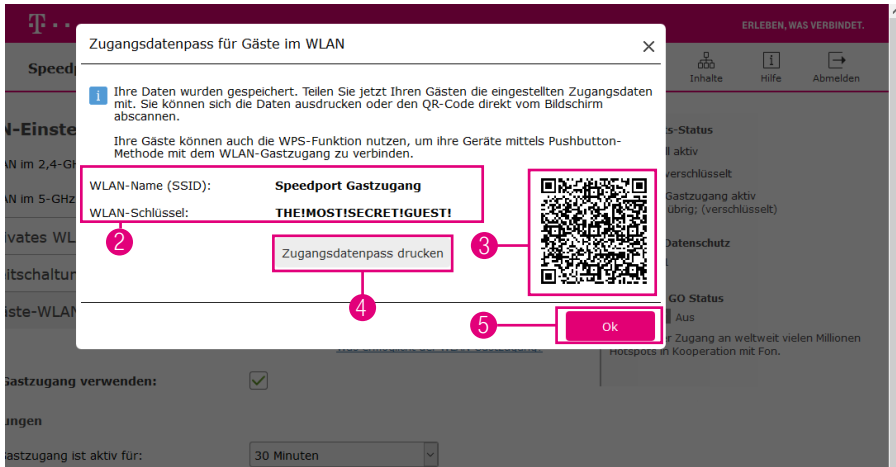 T · ·
ERLEBEN, WAS VERBINDET.
Zugangsdatenpass für Gäste im WLAN
Speedp
Inhalte
Hilfe
Abmelden
Ihre Daten wurden gespeichert. Teilen Sie jetzt Ihren Gästen die eingestellten Zugangsdaten
mit. Sie können sich die Daten ausdrucken oder den QR-Code direkt vom Bildschirm
abscannen.
Ihre Gäste können auch die WPS-Funktion nutzen, um ihre Geräte mittels Pushbutton-
Methode mit dem WLAN-Gastzugang zu verbinden.
WLAN-Name (SSID): Speedport Gastzugang
WLAN-Schlüssel: THE!MOST!SECRET!GUEST!
2
3
Zugangsdatenpass drucken
4
5
Ok
N-Einste
AN im 2,4-GH
AN im 5-GHz
ivates WL
eitschaltur
äste-WLAN
s-Status
ll aktiv
verschlüsselt
Gastzugang aktiv
übrig; (verschlüsselt)
Datenschutz
GO Status
Aus
r Zugang an weltweit vielen Millionen
Hotspots in Kooperation mit Fon.
Gastzugang verwenden:
ungen
Gastzugang ist aktiv für: 30 Minuten